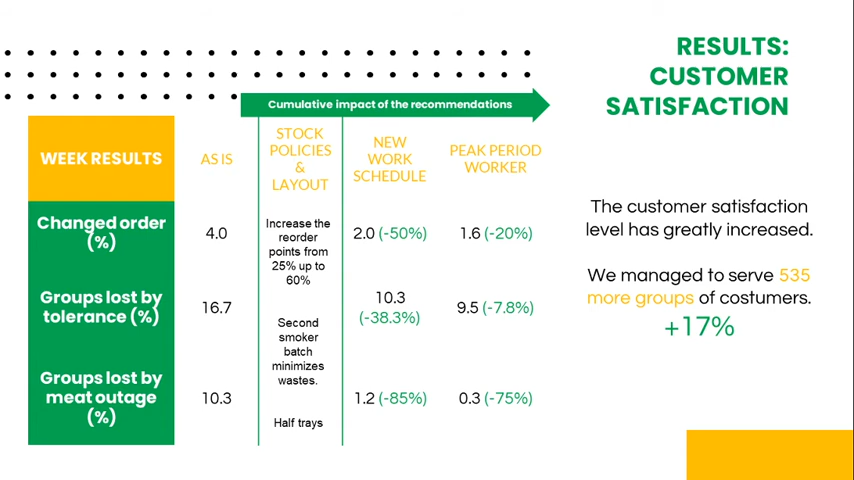 RESULTS:
CUSTOMER
SATISFACTION
Cumulative impact of the recommendations
WEEK RESULTS
AS IS
STOCK
POLICIES
&
LAYOUT
NEW
WORK
SCHEDULE
PEAK PERIOD
WORKER
Changed order
(%)
4.0
Increase the
reorder
points from
25% up to
60%
2.0 (-50%)
1.6 (-20%)
Groups lost by
tolerance (%)
16.7
Second
smoker
batch
minimizes
wastes.
10.3
(-38.3%)
9.5 (-7.8%)
Groups lost by
meat outage
(%)
10.3
Half trays
1.2 (-85%)
0.3 (-75%)
The customer satisfaction
level has greatly increased.
We managed to serve 535
more groups of costumers.
+17%